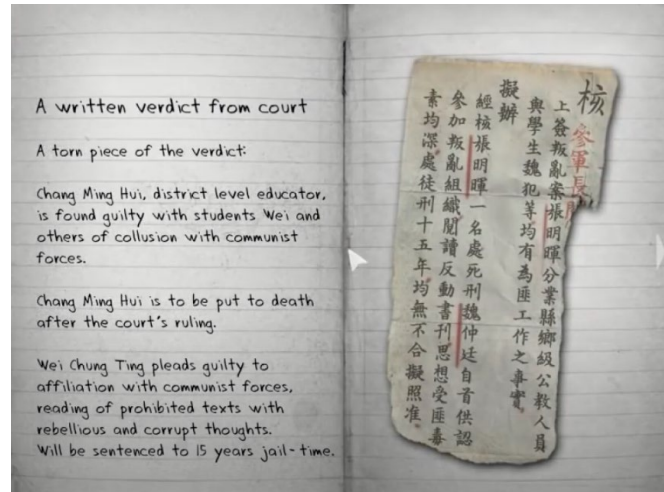 A written verdict from court
A torn piece of the verdict:
Chang Ming Hui, district level educator,
is found guilty with students Wei and
others of collusion with communist
forces.
Chang Ming Hui is to be put to death
after the court's ruling.
Wei Chung Ting pleads guilty to
affiliation with communist forces,
reading of prohibited texts with
rebellious and corrupt thoughts.
Will be sentenced to 15 years jail-time.
核
參軍長
上簽叛亂案張明暉分業縣鄉級公教人員
與學生魏犯等均有為匪工作之事實。
擬辦
經核張明暉一名處死刑魏仲廷自首供認
參加叛亂組織閱讀反動書刊思想受匪毒
素均深處徒刑十五年均無不合擬照准。